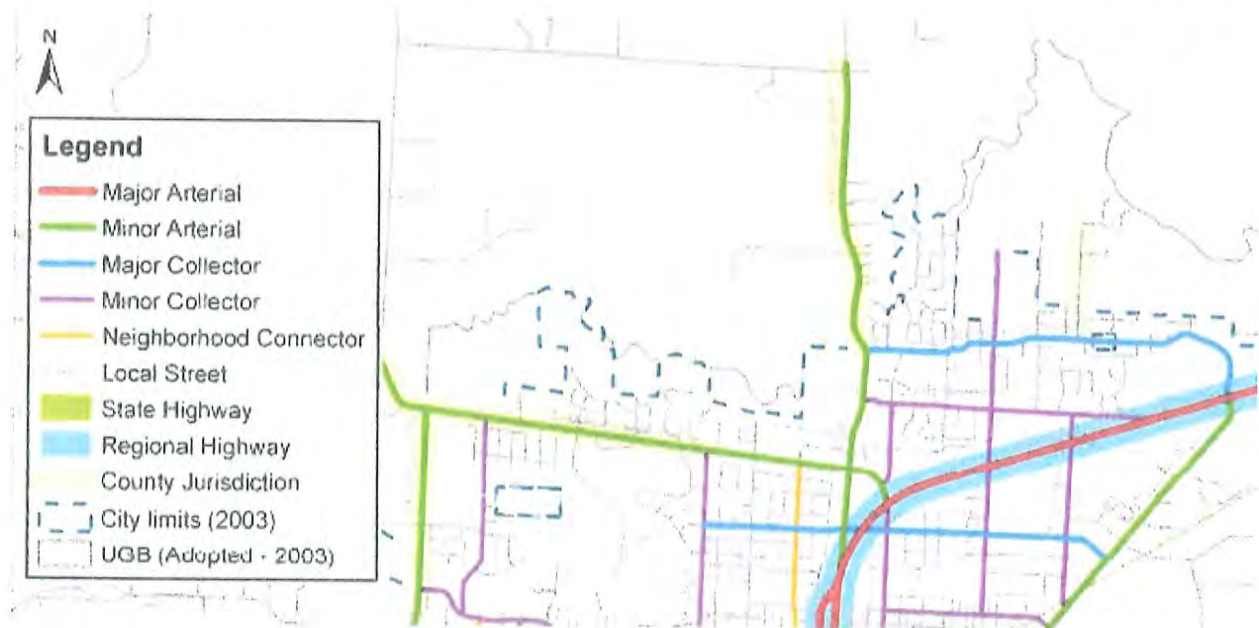 N
Legend
Major Arterial
Minor Arterial
Major Collector
Minor Collector
Neighborhood Connector
Local Street
State Highway
Regional Highway
County Jurisdiction
City limits (2003)
UGB (Adopted - 2003)